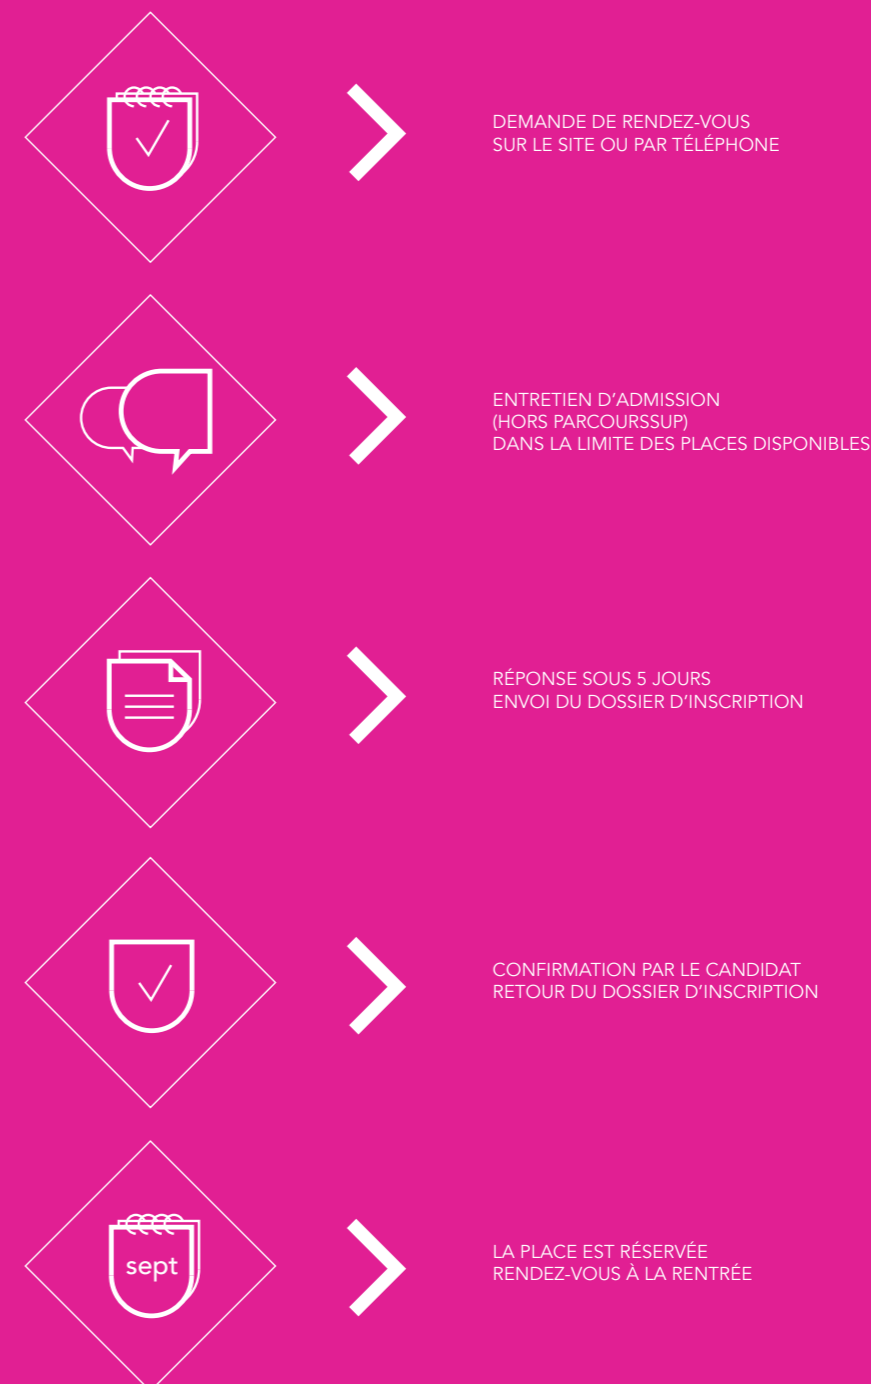 DEMANDE DE RENDEZ-VOUS
SUR LE SITE OU PAR TÉLÉPHONE
ENTRETIEN D’ADMISSION
(HORS PARCOURSSUP)
DANS LA LIMITE DES PLACES DISPONIBLES
RÉPONSE SOUS 5 JOURS
ENVOI DU DOSSIER D’INSCRIPTION
CONFIRMATION PAR LE CANDIDAT
RETOUR DU DOSSIER D’INSCRIPTION
sept
LA PLACE EST RÉSERVÉE
RENDEZ-VOUS À LA RENTRÉE